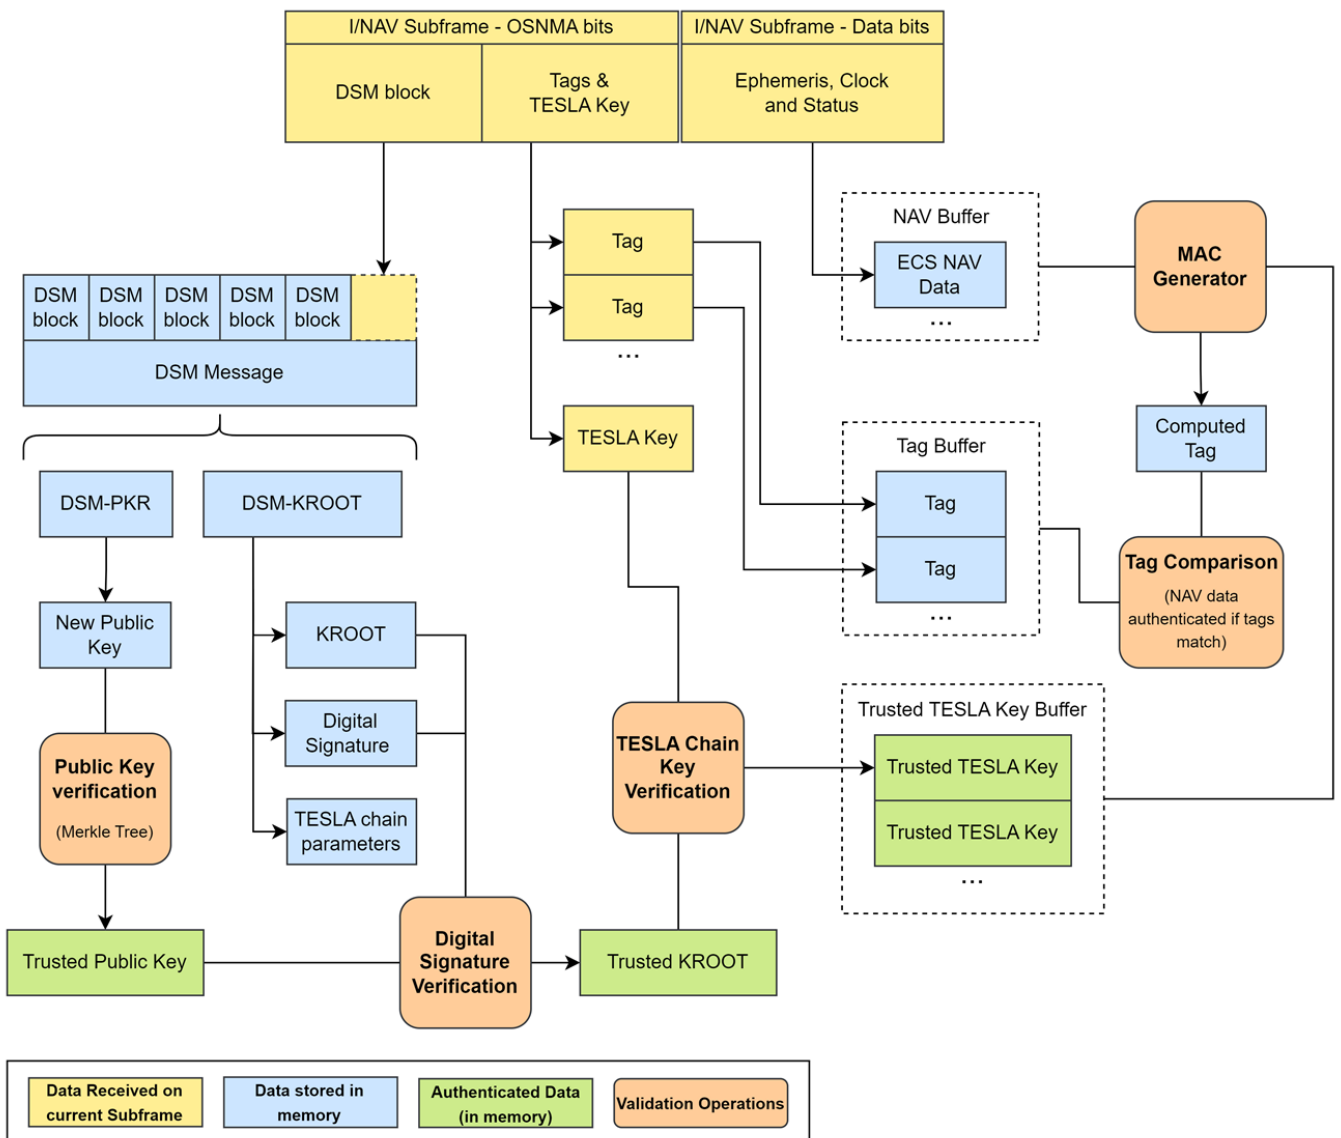 I/NAV Subframe - OSNMA bits
I/NAV Subframe - Data bits
DSM block
Tags &
TESLA Key
Ephemeris, Clock
and Status
Tag
Tag
...
TESLA Key
NAV Buffer
ECS NAV
Data
...
MAC
Generator
DSM
block
DSM
block
DSM
block
DSM
block
DSM
block
DSM Message
Computed
Tag
Tag Buffer
Tag
Tag
...
Tag Comparison
(NAV data
authenticated if tags
match)
DSM-PKR
DSM-KROOT
New Public
Key
KROOT
Digital
Signature
TESLA chain
parameters
Public Key
verification
(Merkle Tree)
TESLA Chain
Key
Verification
Trusted TESLA Key Buffer
Trusted TESLA Key
Trusted TESLA Key
...
Trusted Public Key
Digital
Signature
Verification
Trusted KROOT
Data Received on
current Subframe
Data stored in
memory
Authenticated Data
(in memory)
Validation Operations